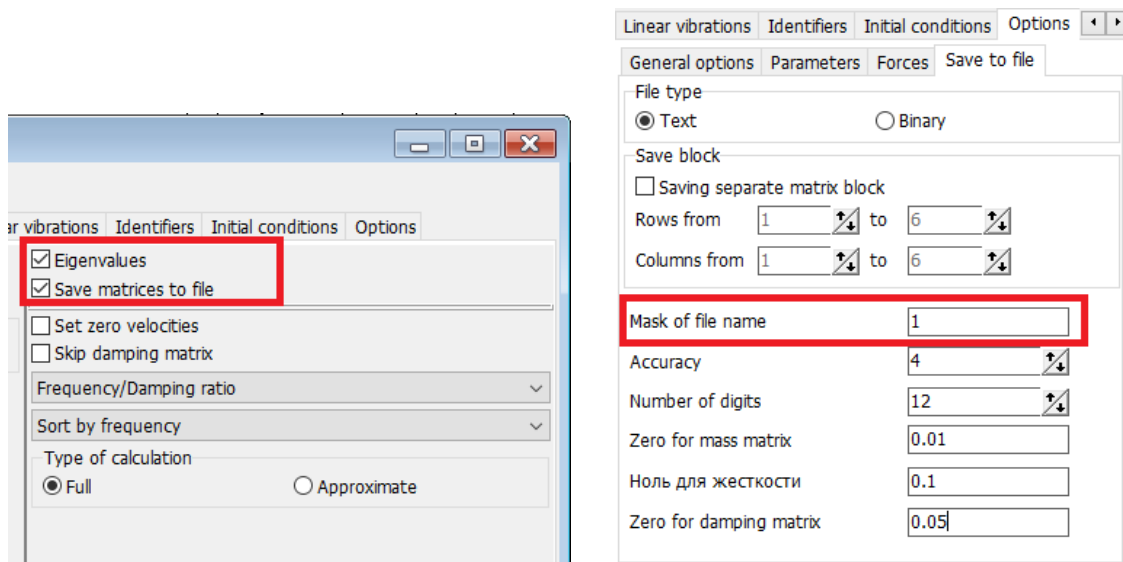 ar vibrations Identifiers Initial conditions Options
Eigenvalues
Save matrices to file
Set zero velocities
Skip damping matrix
Frequency/Damping ratio
Sort by frequency
Type of calculation
Full Approximate
Linear vibrations Identifiers Initial conditions Options
General options Parameters Forces Save to file
File type
Text Binary
Save block
Saving separate matrix block
Rows from 1 to 6
Columns from 1 to 6
Mask of file name 1
Accuracy 4
Number of digits 12
Zero for mass matrix 0.01
Ноль для жесткости 0.1
Zero for damping matrix 0.05